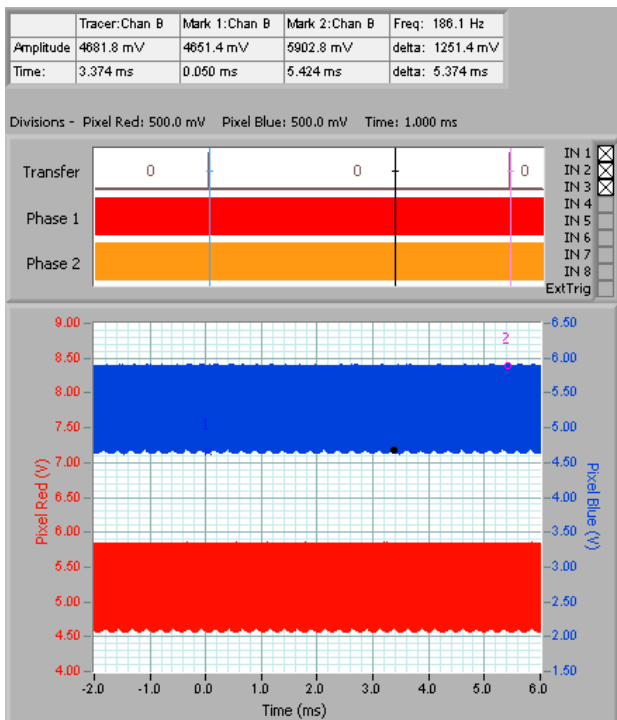 Tracer:Chan B Mark 1:Chan B Mark 2:Chan B Freq: 186.1 Hz
Amplitude 4681.8 mV 4651.4 mV 5902.8 mV delta: 1251.4 mV
Time: 3.374 ms 0.050 ms 5.424 ms delta: 5.374 ms
Divisions - Pixel Red: 500.0 mV Pixel Blue: 500.0 mV Time: 1.000 ms
Transfer 0 0 0
Phase 1
Phase 2
IN 1
IN 2
IN 3
IN 4
IN 5
IN 6
IN 7
IN 8
ExtTrig
9.00
8.50
8.00
7.50
7.00
6.50
6.00
5.50
5.00
4.50
4.00
Pixel Red (V)
2
1
6.50
6.00
5.50
5.00
4.50
4.00
3.50
3.00
2.50
2.00
1.50
Pixel Blue (V)
-2.0 -1.0 0.0 1.0 2.0 3.0 4.0 5.0 6.0
Time (ms)